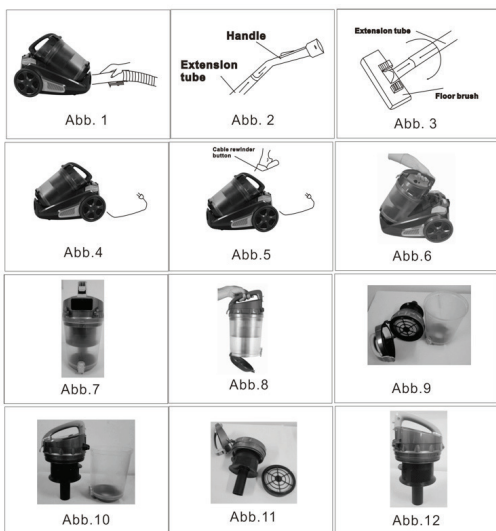 Handle
Extension
tube
Extension tube
Floor brush
Abb. 1
Abb. 2
Abb. 3
Cable rewinder
button
Abb.4
Abb.5
Abb.6
Abb.7
Abb.8
Abb.9
Abb.10
Abb.11
Abb.12